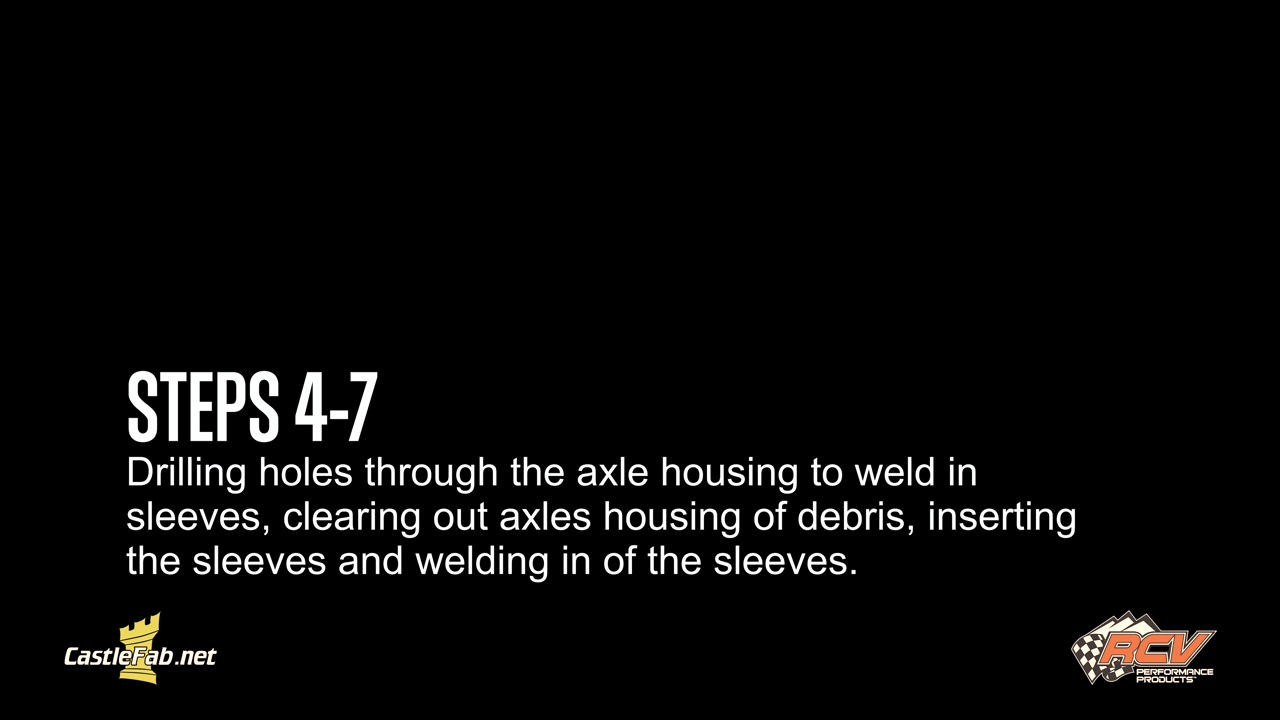 STEPS 4-7
Drilling holes through the axle housing to weld in
sleeves, clearing out axles housing of debris, inserting
the sleeves and welding in of the sleeves.
CastleFab.net
RCV
PERFORMANCE
PRODUCTS™